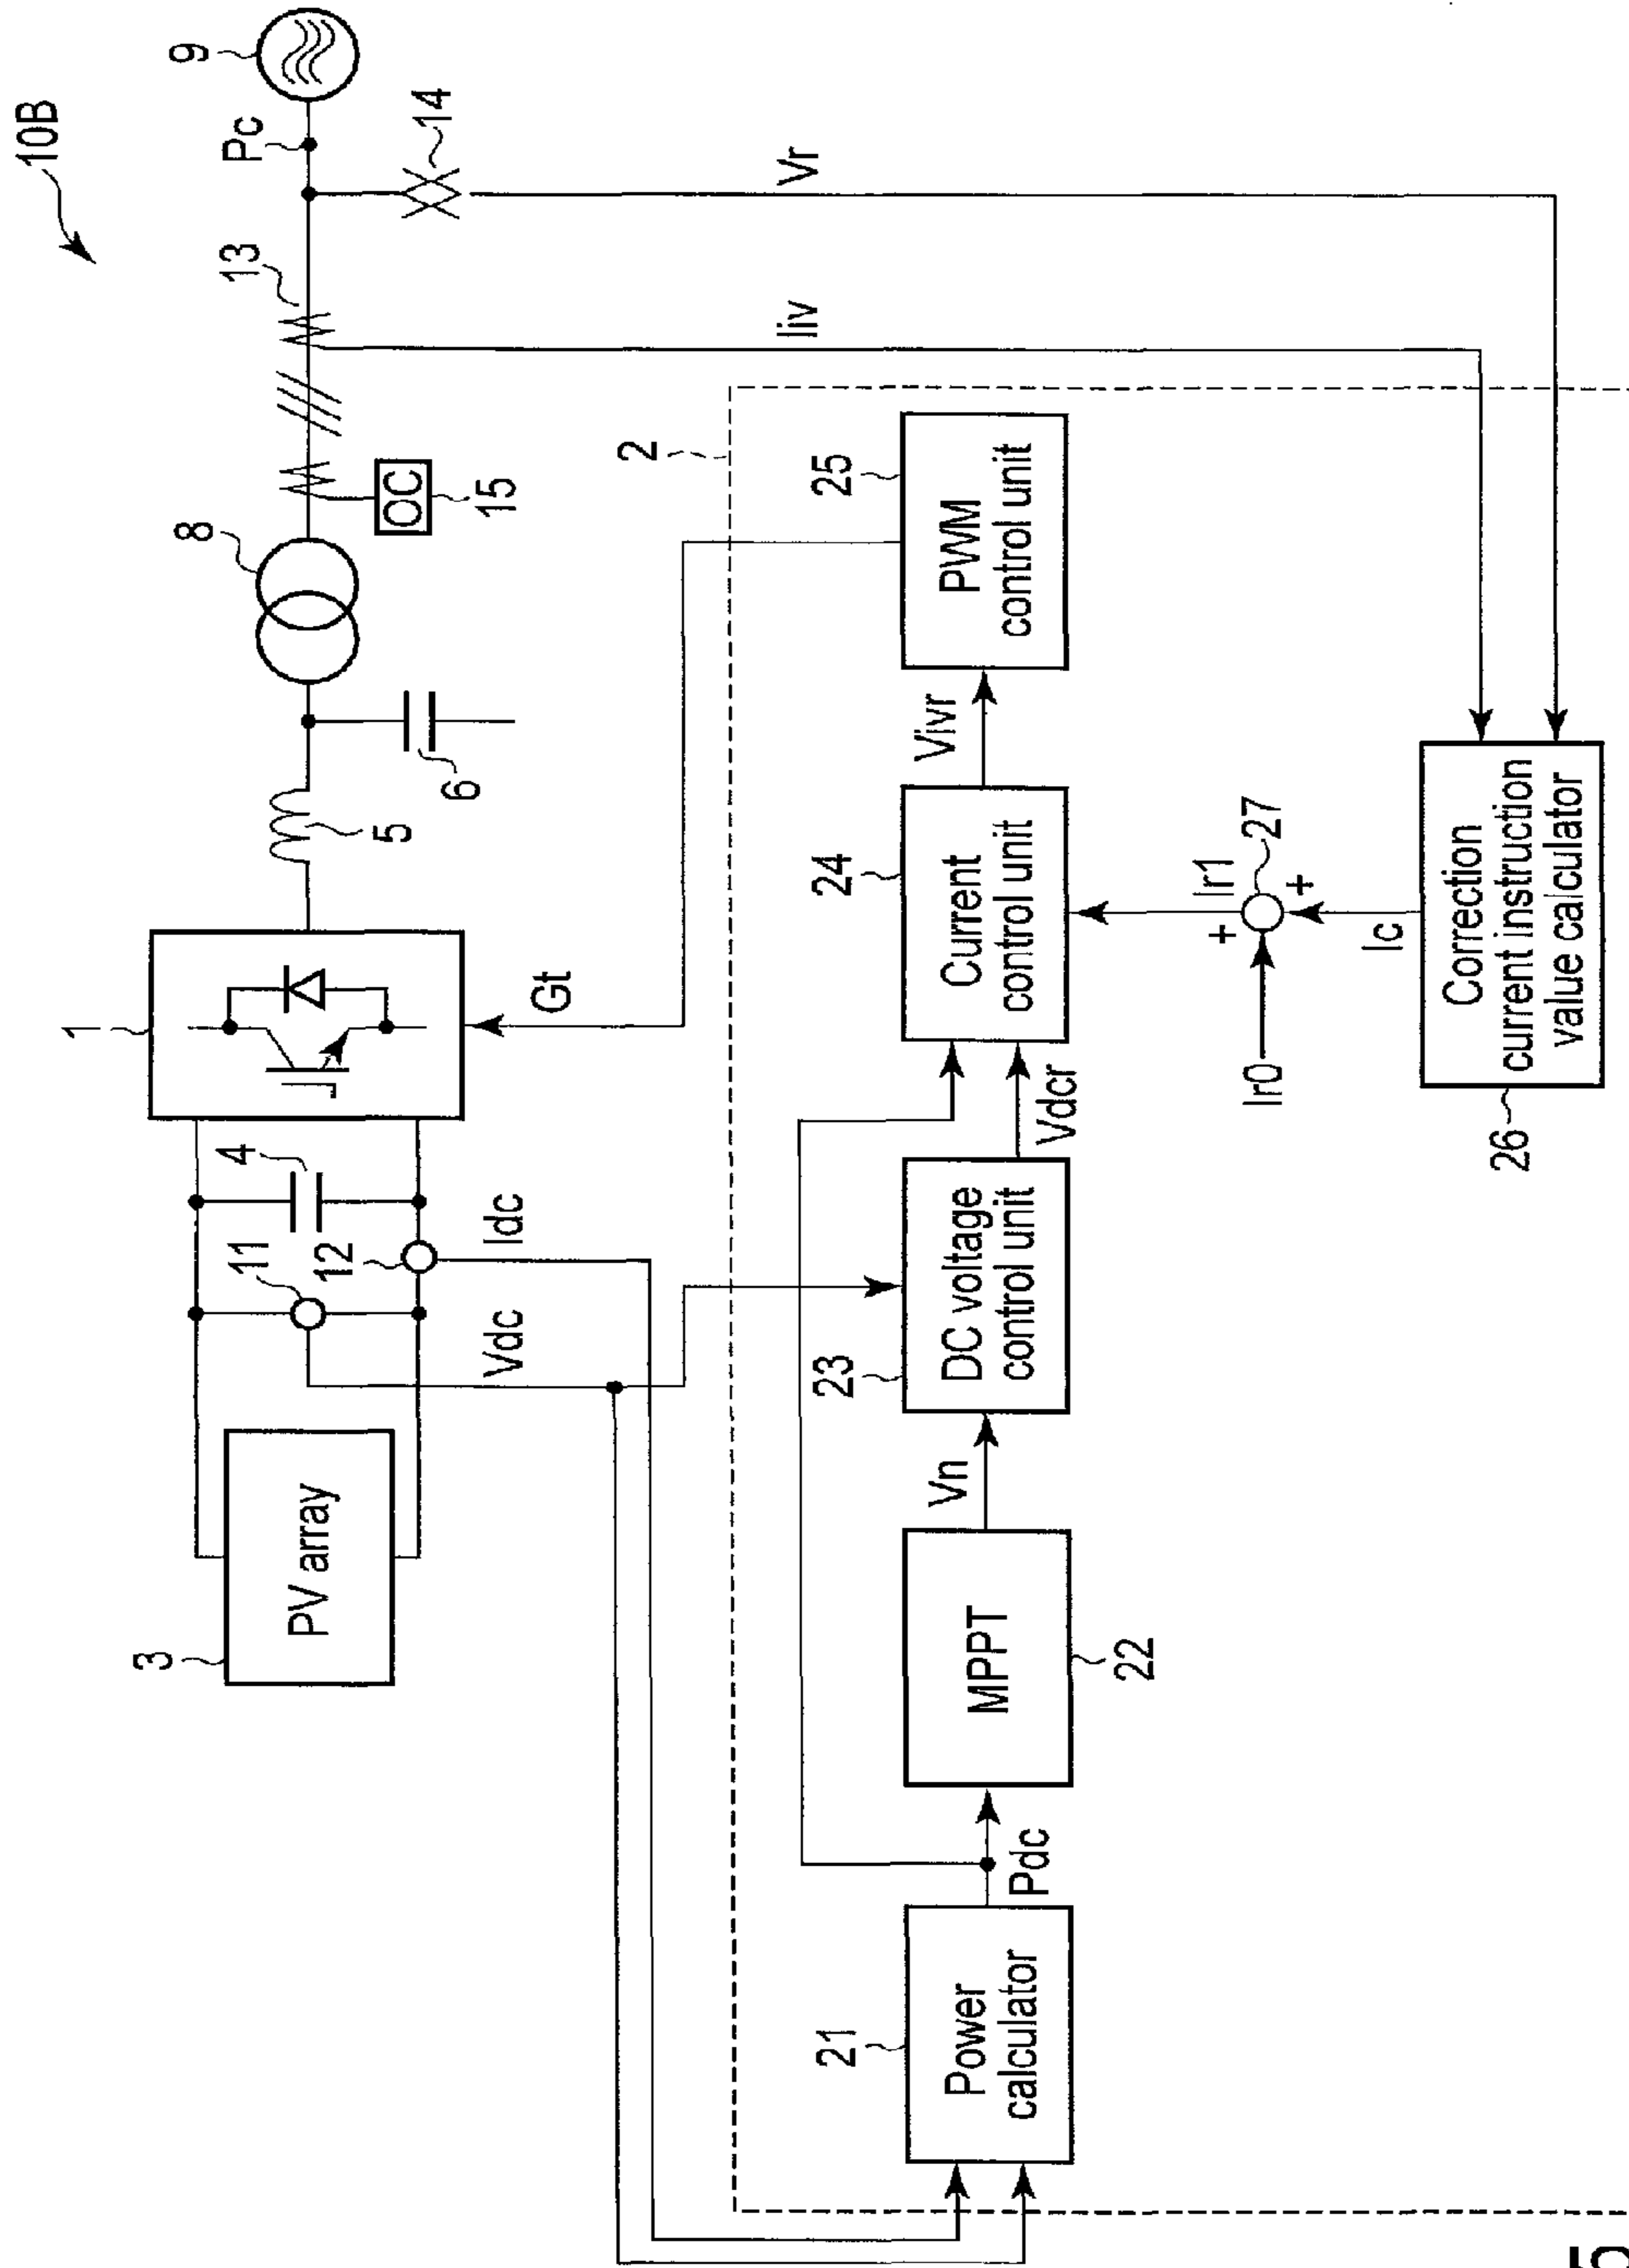 10B
1
8
9
Pc
13
14
3
PV array
4
11
12
5
6
OC
15
Vdc
Idc
Gt
Iiv
Vr
2
21
Power
calculator
Pdc
MPPT
22
Vn
23
DC voltage
control unit
Vdcr
24
Current
control unit
Vivr
25
PWM
control unit
Ir0
+
Ir1
27
+
Ic
26
Correction
current instruction
value calculator
5